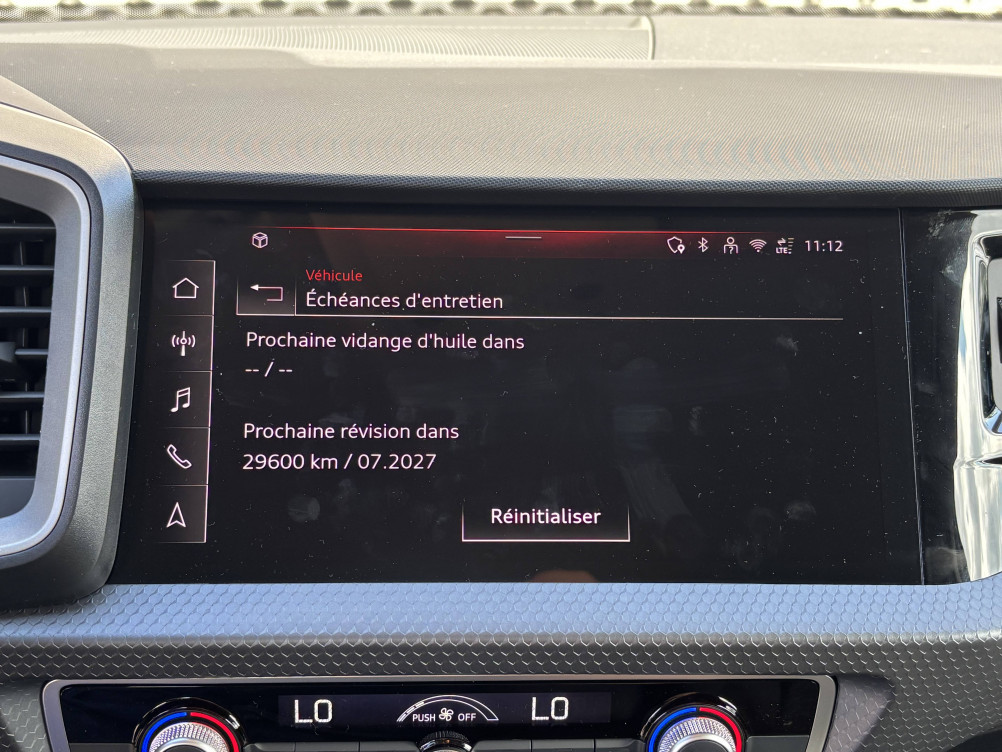 LTE 11:12
Véhicule
Échéances d'entretien
Prochaine vidange d'huile dans
-- / --
Prochaine révision dans
29600 km / 07.2027
Réinitialiser
LO PUSH OFF LO